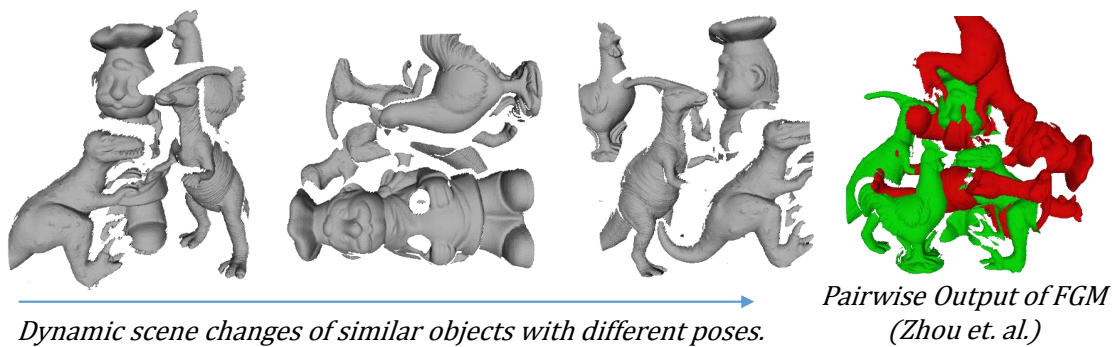 Dynamic scene changes of similar objects with different poses.
Pairwise Output of FGM
(Zhou et. al.)